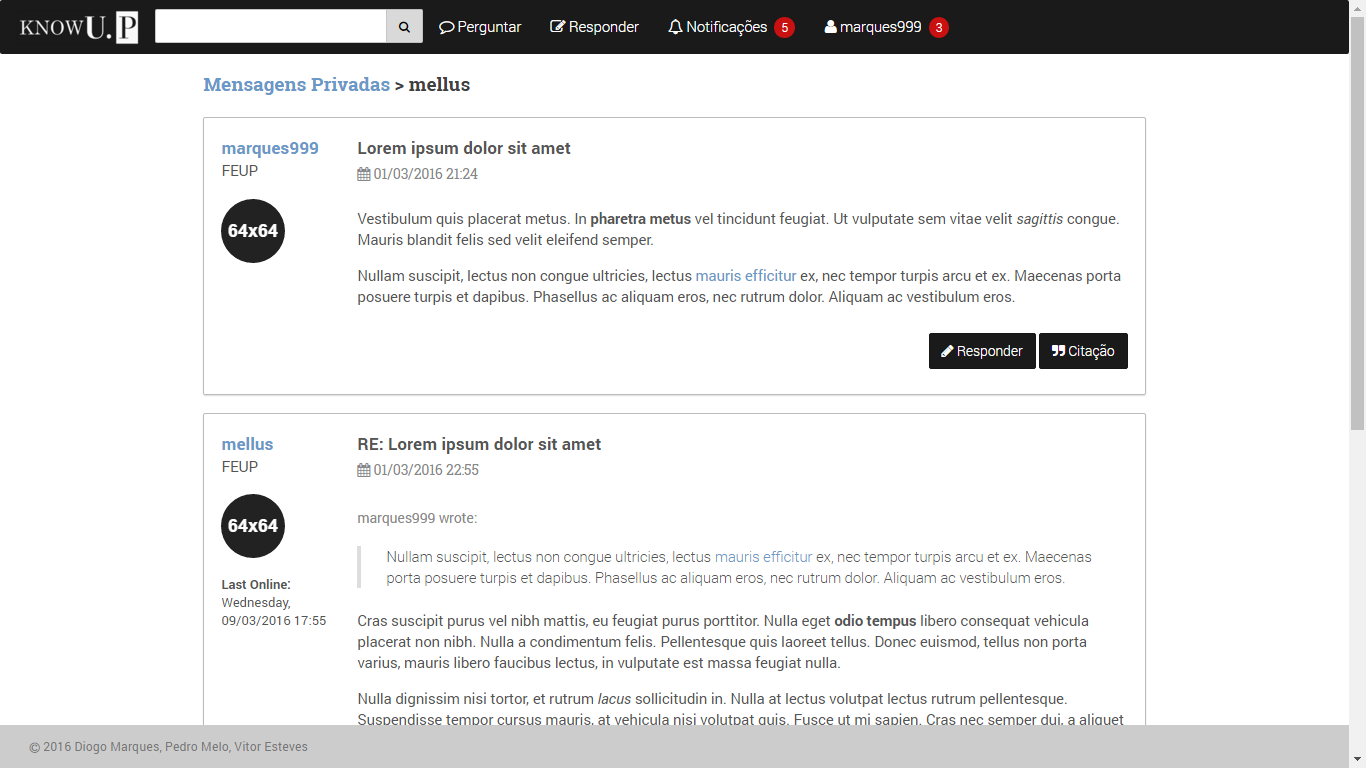 KNOWU.P Perguntar Responder Notificações 5 marques999 3
Mensagens Privadas > mellus
marques999
FEUP
64x64
Lorem ipsum dolor sit amet
01/03/2016 21:24
Vestibulum quis placerat metus. In pharetra metus vel tincidunt feugiat. Ut vulputate sem vitae velit sagittis congue.
Mauris blandit felis sed velit eleifend semper.
Nullam suscipit, lectus non congue ultricies, lectus mauris efficitur ex, nec tempor turpis arcu et ex. Maecenas porta
posuere turpis et dapibus. Phasellus ac aliquam eros, nec rutrum dolor. Aliquam ac vestibulum eros.
Responder Citação
mellus
FEUP
64x64
Last Online:
Wednesday,
09/03/2016 17:55
RE: Lorem ipsum dolor sit amet
01/03/2016 22:55
marques999 wrote:
Nullam suscipit, lectus non congue ultricies, lectus mauris efficitur ex, nec tempor turpis arcu et ex. Maecenas
porta posuere turpis et dapibus. Phasellus ac aliquam eros, nec rutrum dolor. Aliquam ac vestibulum eros.
Cras suscipit purus vel nibh mattis, eu feugiat purus porttitor. Nulla eget odio tempus libero consequat vehicula
placerat non nibh. Nulla a condimentum felis. Pellentesque quis laoreet tellus. Donec euismod, tellus non porta
varius, mauris libero faucibus lectus, in vulputate est massa feugiat nulla.
Nulla dignissim nisi tortor, et rutrum lacus sollicitudin in. Nulla at lectus volutpat lectus rutrum pellentesque.
Suspendisse tempor cursus mauris, at vehicula nisi volutpat quis. Fusce ut mi sapien. Cras nec semper dui, a aliquet
© 2016 Diogo Marques, Pedro Melo, Vitor Esteves